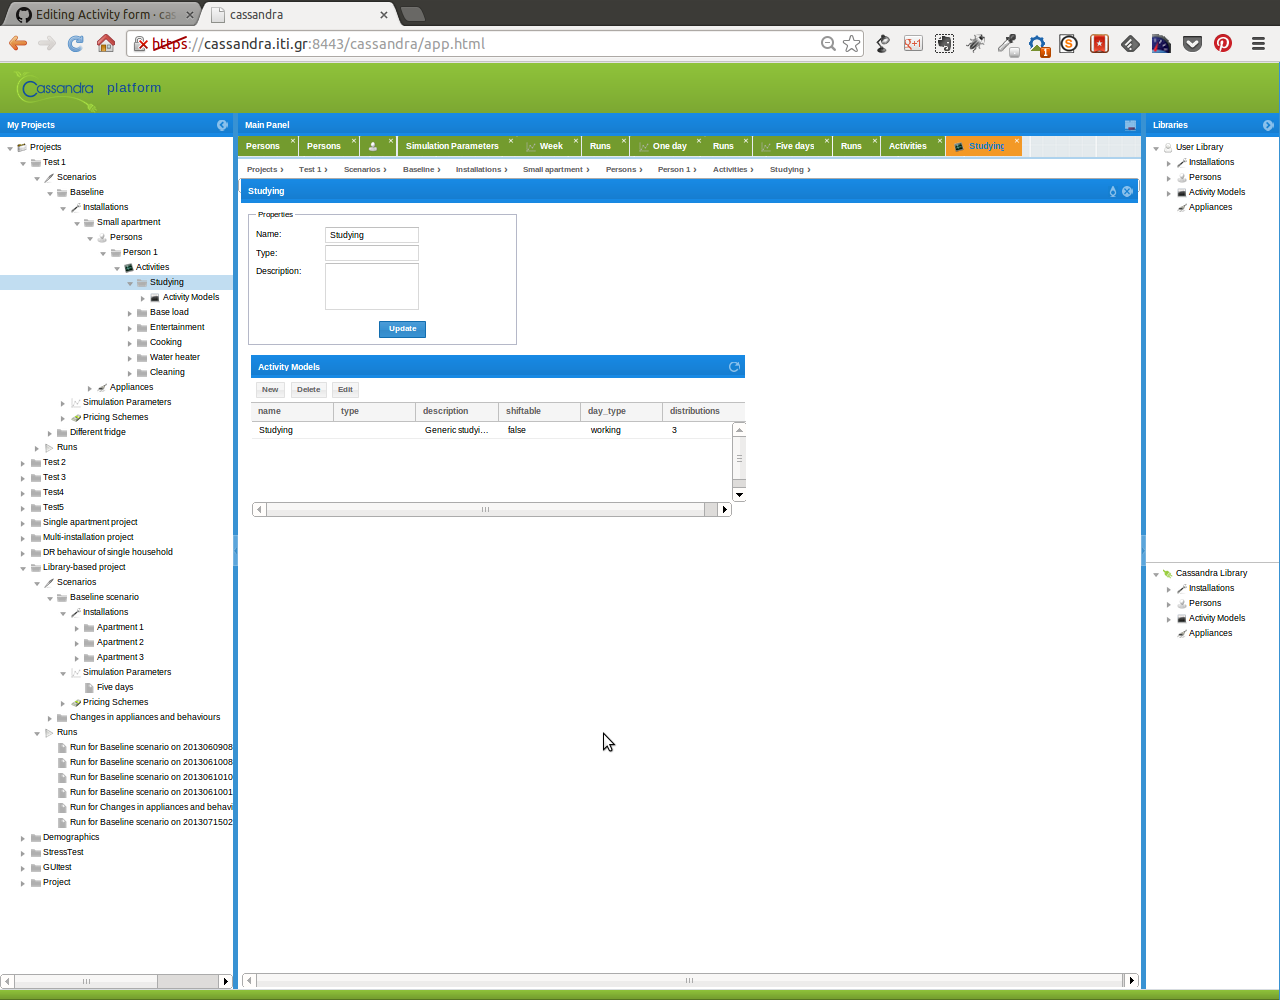 Editing Activity form · cas
cassandra
https://cassandra.iti.gr:8443/cassandra/app.html
Cassandra platform
My Projects
Projects
Test 1
Scenarios
Baseline
Installations
Small apartment
Persons
Person 1
Activities
Studying
Activity Models
Base load
Entertainment
Cooking
Water heater
Cleaning
Appliances
Simulation Parameters
Pricing Schemes
Different fridge
Runs
Test 2
Test 3
Test4
Test5
Single apartment project
Multi-installation project
DR behaviour of single household
Library-based project
Scenarios
Baseline scenario
Installations
Apartment 1
Apartment 2
Apartment 3
Simulation Parameters
Five days
Pricing Schemes
Changes in appliances and behaviours
Runs
Run for Baseline scenario on 2013060908
Run for Baseline scenario on 2013061008
Run for Baseline scenario on 2013061010
Run for Baseline scenario on 2013061001
Run for Changes in appliances and behavi
Run for Baseline scenario on 2013071502
Demographics
StressTest
GUItest
Project
Main Panel
Persons Persons Simulation Parameters Week Runs One day Runs Five days Runs Activities Studying
Projects › Test 1 › Scenarios › Baseline › Installations › Small apartment › Persons › Person 1 › Activities › Studying ›
Studying
Properties
Name: Studying
Type:
Description:
Update
Activity Models
New Delete Edit
name type description shiftable day_type distributions
Studying Generic studyi... false working 3
Libraries
User Library
Installations
Persons
Activity Models
Appliances
Cassandra Library
Installations
Persons
Activity Models
Appliances